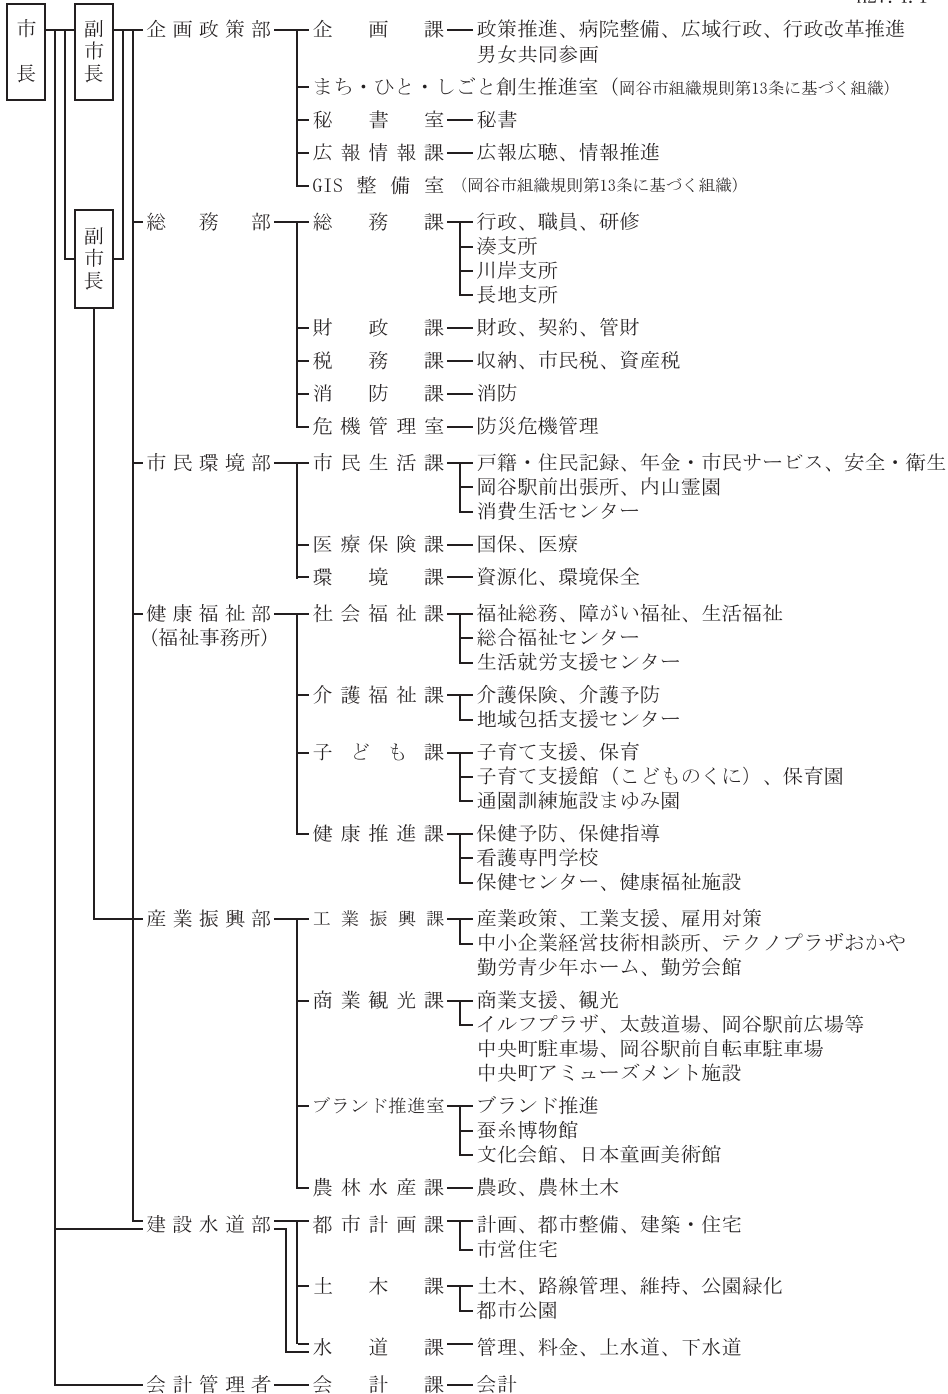 市長
副市長
副市長
企画政策部
企画課 政策推進、病院整備、広域行政、行政改革推進
男女共同参画
まち・ひと・しごと創生推進室（岡谷市組織規則第13条に基づく組織）
秘書室 秘書
広報情報課 広報広聴、情報推進
GIS整備室（岡谷市組織規則第13条に基づく組織）
総務部
総務課 行政、職員、研修
湊支所
川岸支所
長地支所
財政課 財政、契約、管財
税務課 収納、市民税、資産税
消防課 消防
危機管理室 防災危機管理
市民環境部
市民生活課 戸籍・住民記録、年金・市民サービス、安全・衛生
岡谷駅前出張所、内山霊園
消費生活センター
医療保険課 国保、医療
環境課 資源化、環境保全
健康福祉部
（福祉事務所）
社会福祉課 福祉総務、障がい福祉、生活福祉
総合福祉センター
生活就労支援センター
介護福祉課 介護保険、介護予防
地域包括支援センター
子ども課 子育て支援、保育
子育て支援館（こどものくに）、保育園
通園訓練施設まゆみ園
健康推進課 保健予防、保健指導
看護専門学校
保健センター、健康福祉施設
産業振興部
工業振興課 産業政策、工業支援、雇用対策
中小企業経営技術相談所、テクノプラザおかや
勤労青少年ホーム、勤労会館
商業観光課 商業支援、観光
イルフプラザ、太鼓道場、岡谷駅前広場等
中央町駐車場、岡谷駅前自転車駐車場
中央町アミューズメント施設
ブランド推進室 ブランド推進
蚕糸博物館
文化会館、日本童画美術館
農林水産課 農政、農林土木
建設水道部
都市計画課 計画、都市整備、建築・住宅
市営住宅
土木課 土木、路線管理、維持、公園緑化
都市公園
水道課 管理、料金、上水道、下水道
会計管理者
会計課 会計